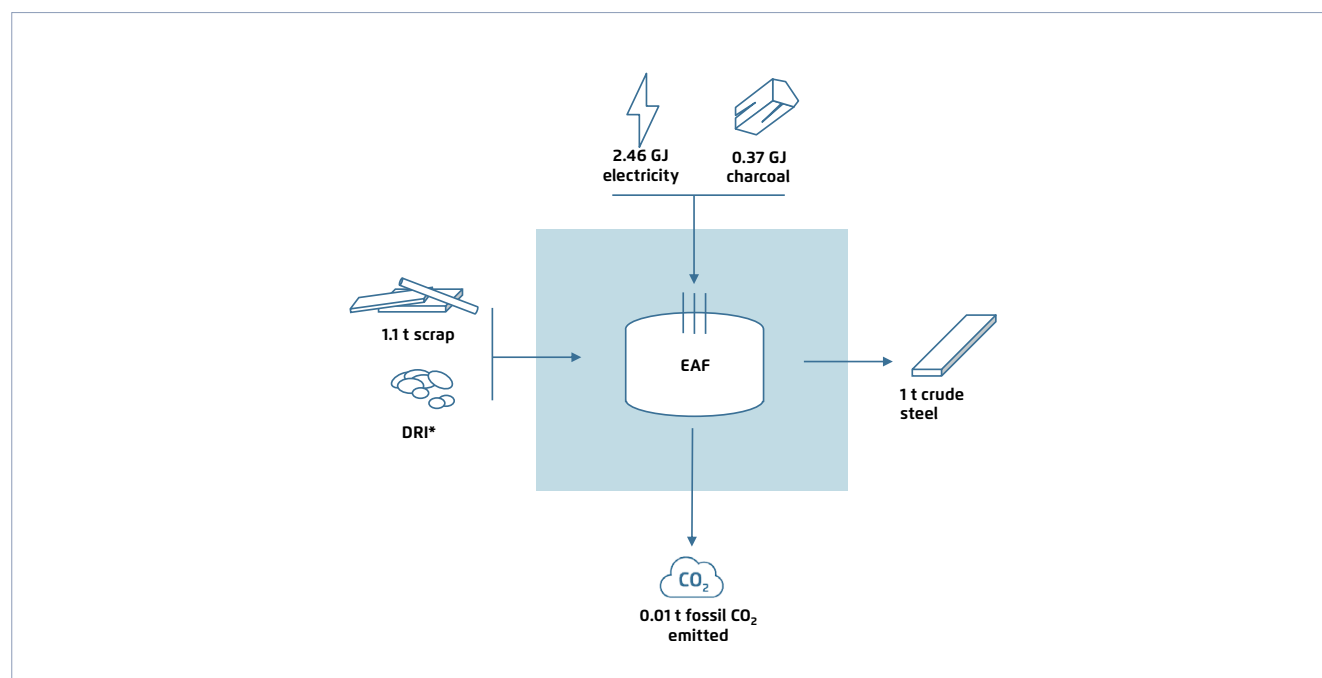 2.46 GJ
electricity
0.37 GJ
charcoal
1.1 t scrap
DRI*
EAF
1 t crude
steel
CO₂
0.01 t fossil CO₂
emitted